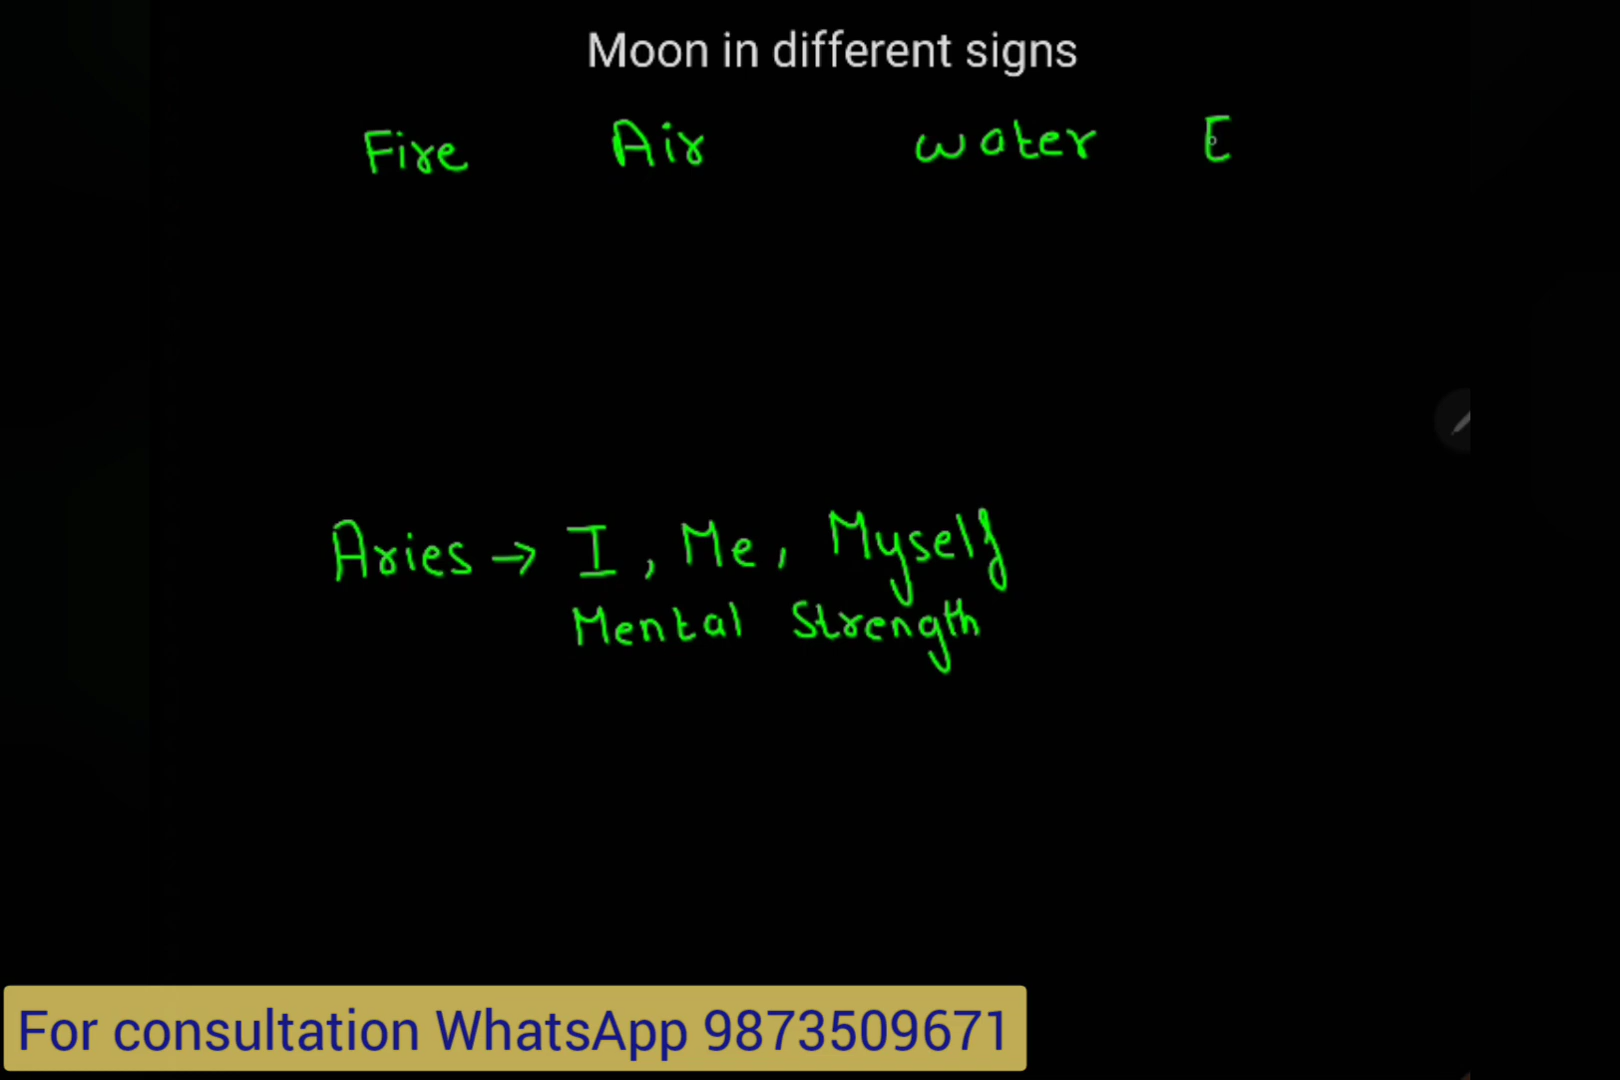 Moon in different signs
Fire Air water E
Aries → I, Me, Myself
Mental Strength
For consultation WhatsApp 9873509671